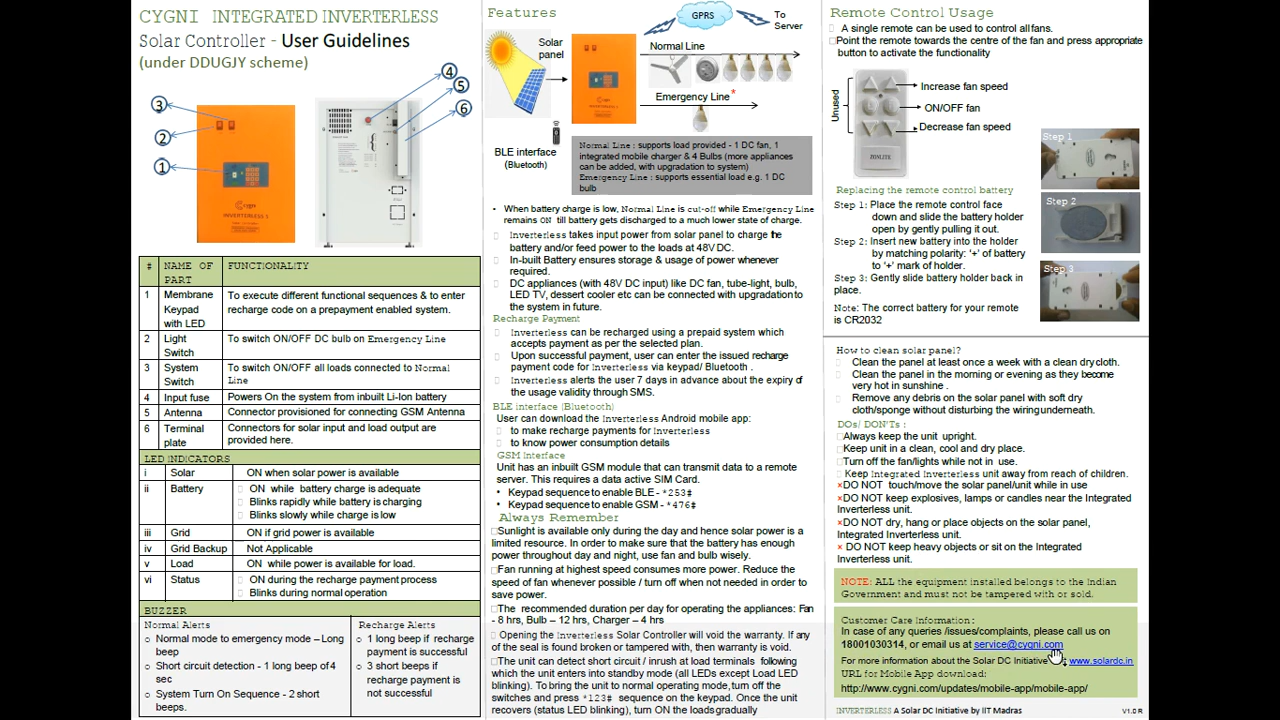 CYGNI INTEGRATED INVERTERLESS
Solar Controller - User Guidelines
(under DDUGJY scheme)
4
5
6
3
2
1
# NAME OF PART FUNCTIONALITY
1 Membrane Keypad with LED To execute different functional sequences & to enter recharge code on a prepayment enabled system.
2 Light Switch To switch ON/OFF DC bulb on Emergency Line
3 System Switch To switch ON/OFF all loads connected to Normal Line
4 Input fuse Powers On the system from inbuilt Li-Ion battery
5 Antenna Connector provisioned for connecting GSM Antenna
6 Terminal plate Connectors for solar input and load output are provided here.
LED INDICATORS
i Solar ON when solar power is available
ii Battery ON while battery charge is adequate
Blinks rapidly while battery is charging
Blinks slowly while charge is low
iii Grid ON if grid power is available
iv Grid Backup Not Applicable
v Load ON while power is available for load.
vi Status ON during the recharge payment process
Blinks during normal operation
BUZZER
Normal Alerts
o Normal mode to emergency mode – Long
beep
o Short circuit detection - 1 long beep of 4
sec
o System Turn On Sequence - 2 short
beeps.
Recharge Alerts
o 1 long beep if
recharge
payment is
successful
o 3 short beeps if
recharge
payment is
not successful
Features
GPRS
To
Server
Solar
panel
Normal Line
Emergency Line *
BLE interface
(Bluetooth)
Normal Line : supports load provided - 1 DC fan, 1
integrated mobile charger & 4 Bulbs (more appliances
can be added, with upgradation to system)
Emergency Line : supports essential load e.g. 1 DC
bulb
• When battery charge is low, Normal Line is cut-off while Emergency Line
remains ON till battery gets discharged to a much lower state of charge.
Inverterless takes input power from solar panel to charge the
battery and/or feed power to the loads at 48V DC.
In-built Battery ensures storage & usage of power whenever
required.
DC appliances (with 48V DC input) like DC fan, tube-light, bulb,
LED TV, dessert cooler etc can be connected with upgradation to
the system in future.
Recharge Payment
Inverterless can be recharged using a prepaid system which
accepts payment as per the selected plan.
Upon successful payment, user can enter the issued recharge
payment code for Inverterless via keypad/ Bluetooth .
Inverterless alerts the user 7 days in advance about the expiry of
the usage validity through SMS.
BLE interface (Bluetooth)
User can download the Inverterless Android mobile app:
to make recharge payments for Inverterless
to know power consumption details
GSM Interface
Unit has an inbuilt GSM module that can transmit data to a remote
server. This requires a data active SIM Card.
• Keypad sequence to enable BLE - *253#
• Keypad sequence to enable GSM - *476#
Always Remember
Sunlight is available only during the day and hence solar power is a
limited resource. In order to make sure that the battery has enough
power throughout day and night, use fan and bulb wisely.
Fan running at highest speed consumes more power. Reduce the
speed of fan whenever possible / turn off when not needed in order to
save power.
The recommended duration per day for operating the appliances: Fan
- 8 hrs, Bulb – 12 hrs, Charger – 4 hrs
Opening the Inverterless Solar Controller will void the warranty. If any
of the seal is found broken or tampered with, then warranty is void.
The unit can detect short circuit / inrush at load terminals following
which the unit enters into standby mode (all LEDs except Load LED
blinking). To bring the unit to normal operating mode, turn off the
switches and press *123# sequence on the keypad. Once the unit
recovers (status LED blinking), turn ON the loads gradually
Remote Control Usage
A single remote can be used to control all fans.
Point the remote towards the centre of the fan and press appropriate
button to activate the functionality
Unused
Increase fan speed
ON/OFF fan
Decrease fan speed
Replacing the remote control battery
Step 1: Place the remote control face
down and slide the battery holder
open by gently pulling it out.
Step 2: Insert new battery into the holder
by matching polarity: '+' of battery
to '+' mark of holder.
Step 3: Gently slide battery holder back in
place.
Note: The correct battery for your remote
is CR2032
Step 1
Step 2
Step 3
How to clean solar panel?
Clean the panel at least once a week with a clean dry cloth.
Clean the panel in the morning or evening as they become
very hot in sunshine .
Remove any debris on the solar panel with soft dry
cloth/sponge without disturbing the wiring underneath.
DOs/ DON'Ts :
Always keep the unit upright.
Keep unit in a clean, cool and dry place.
Turn off the fan/lights while not in use.
Keep Integrated Inverterless unit away from reach of children.
×DO NOT touch/move the solar panel/unit while in use
×DO NOT keep explosives, lamps or candles near the Integrated
Inverterless unit.
×DO NOT dry, hang or place objects on the solar panel,
Integrated Inverterless unit.
× DO NOT keep heavy objects or sit on the Integrated
Inverterless unit.
NOTE: ALL the equipment installed belongs to the Indian
Government and must not be tampered with or sold.
Customer Care Information :
In case of any queries /issues/complaints, please call us on
18001030314, or email us at service@cygni.com
For more information about the Solar DC Initiative www.solardc.in
URL for Mobile App download:
http://www.cygni.com/updates/mobile-app/mobile-app/
INVERTERLESS A Solar DC Initiative by IIT Madras V1.0 R